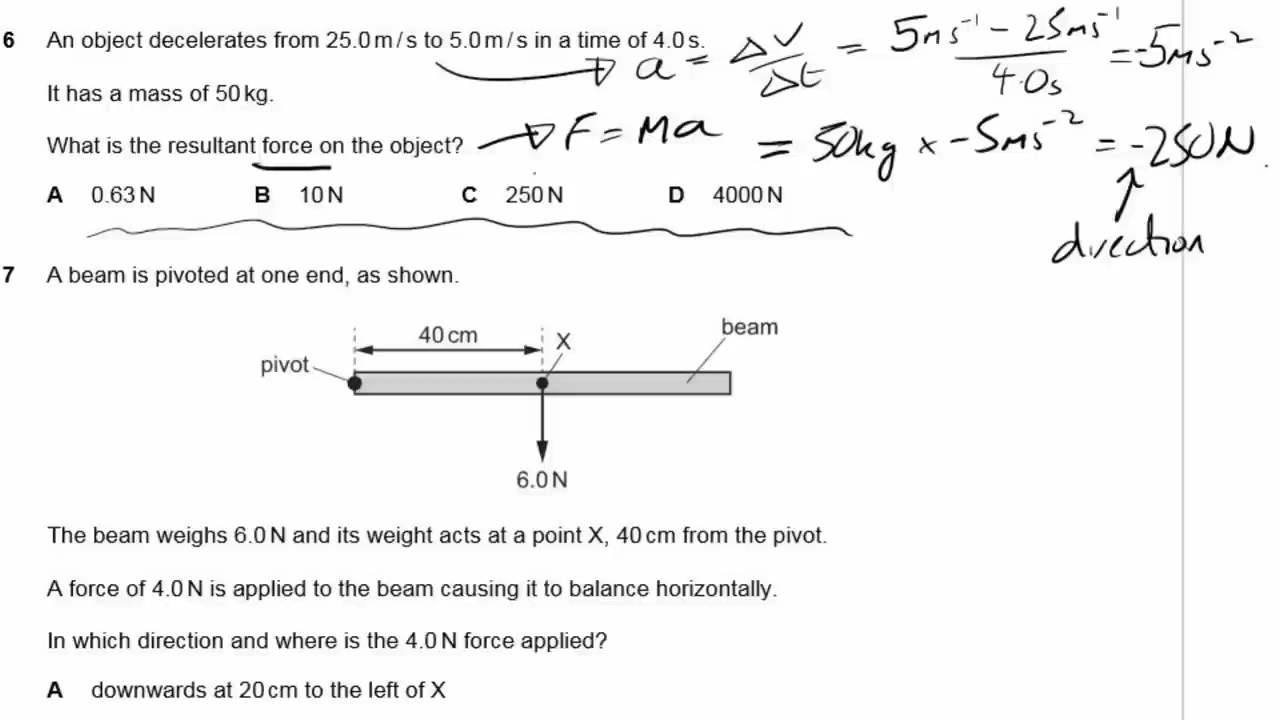 6 An object decelerates from 25.0 m / s to 5.0 m / s in a time of 4.0 s.
a = ΔV/Δt = 5ms⁻¹ - 25ms⁻¹/4.0s = -5ms⁻²
It has a mass of 50 kg.
What is the resultant force on the object?
F = Ma = 50kg x -5ms⁻² = -250N
direction
A 0.63 N B 10 N C 250 N D 4000 N
7 A beam is pivoted at one end, as shown.
40 cm
X
beam
pivot
6.0 N
The beam weighs 6.0 N and its weight acts at a point X, 40 cm from the pivot.
A force of 4.0 N is applied to the beam causing it to balance horizontally.
In which direction and where is the 4.0 N force applied?
A downwards at 20 cm to the left of X